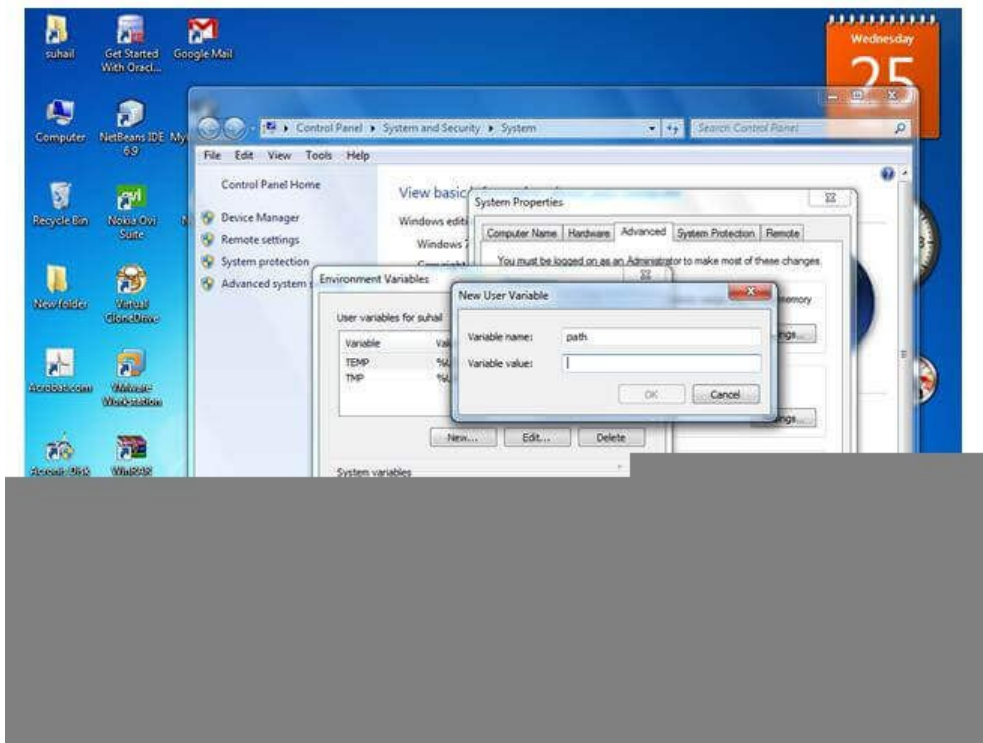 suhail
Get Started With Oracl...
Google Mail
Wednesday
25
Computer
NetBeans IDE 6.9
My
Control Panel
System and Security
System
Search Control Panel
File Edit View Tools Help
Control Panel Home
View basic
Recycle Bin
Nokia Ovi Suite
Device Manager
Remote settings
System protection
Advanced system s
Windows editi
Windows 7
System Properties
Computer Name Hardware Advanced System Protection Remote
You must be logged on as an Administrator to make most of these changes.
New folder
Virtual CloneDrive
Environment Variables
User variables for suhail
Variable
TEMP
TMP
New User Variable
Variable name: path
Variable value:
OK Cancel
memory
ngs...
ngs...
Acrobat.com
VMware Workstation
New... Edit... Delete
WinRAR
System variables